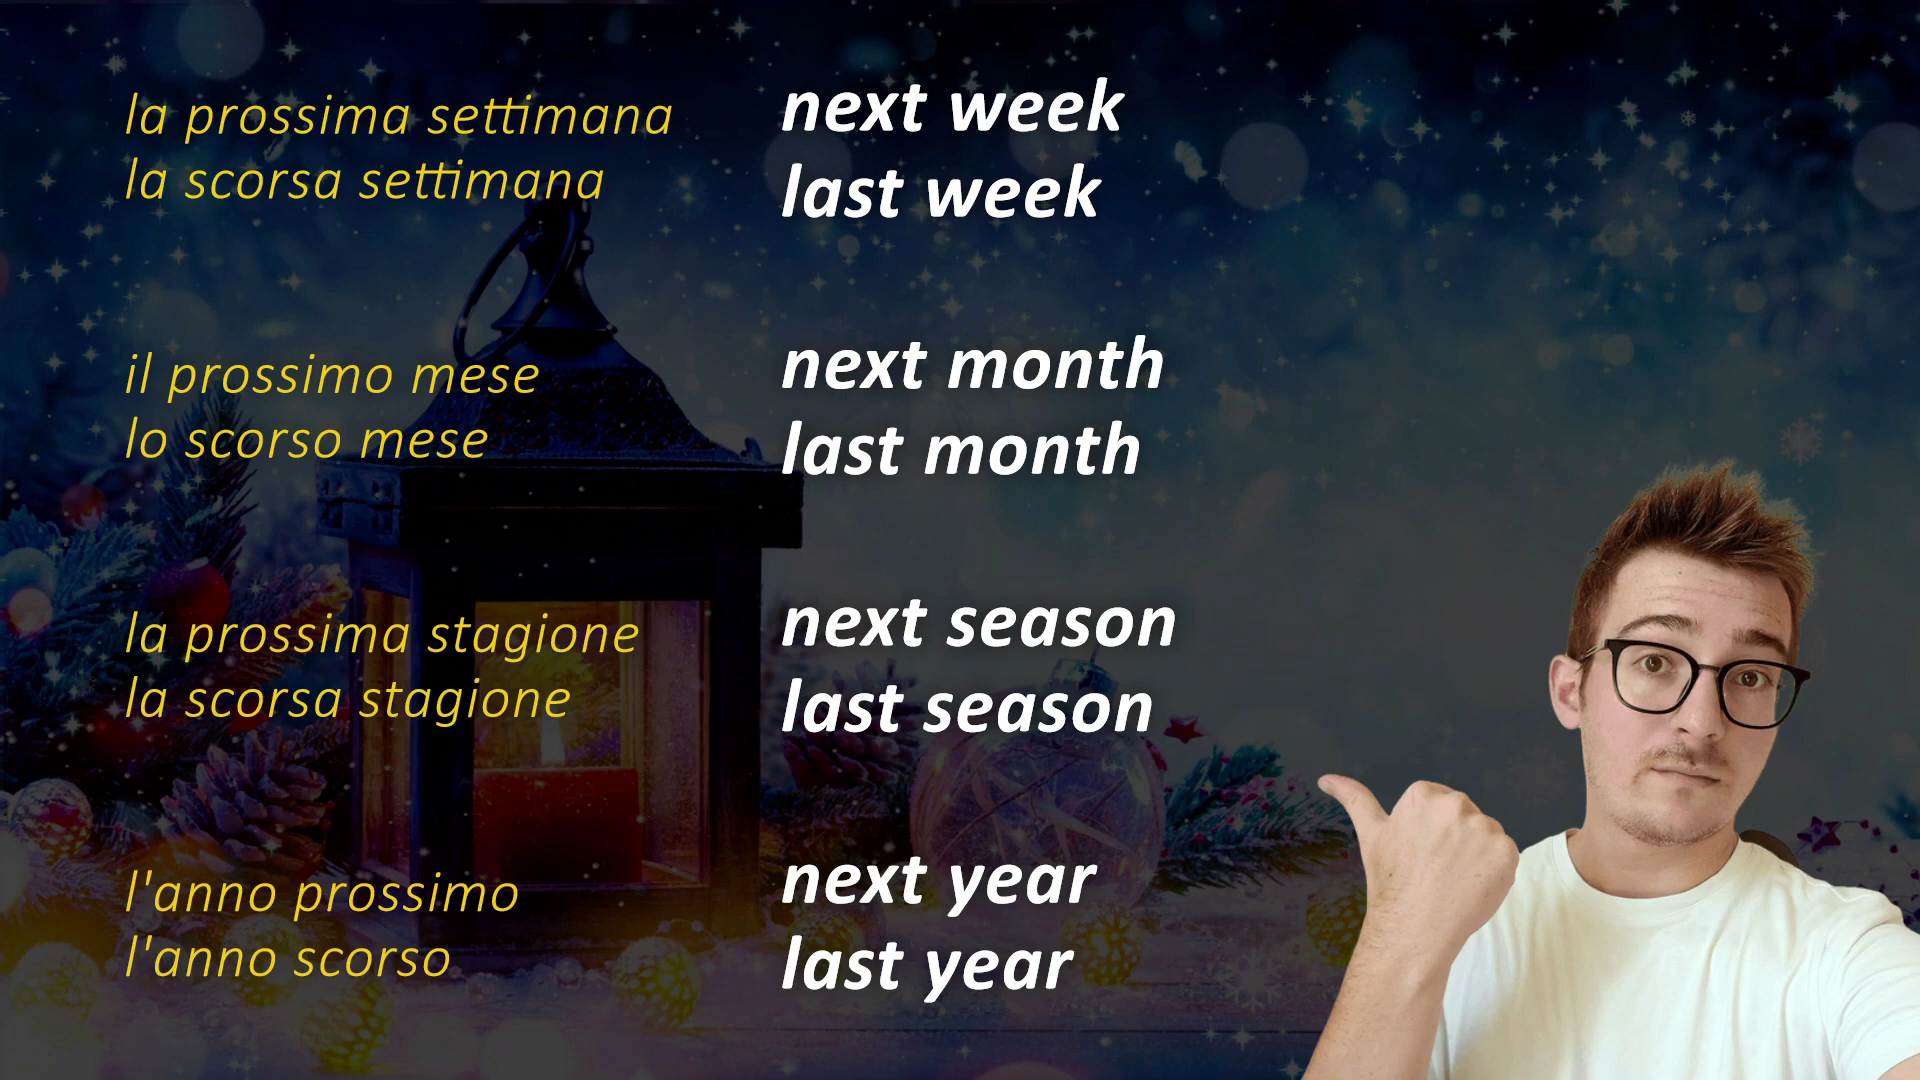 la prossima settimana
la scorsa settimana
next week
last week
il prossimo mese
lo scorso mese
next month
last month
la prossima stagione
la scorsa stagione
next season
last season
l'anno prossimo
l'anno scorso
next year
last year